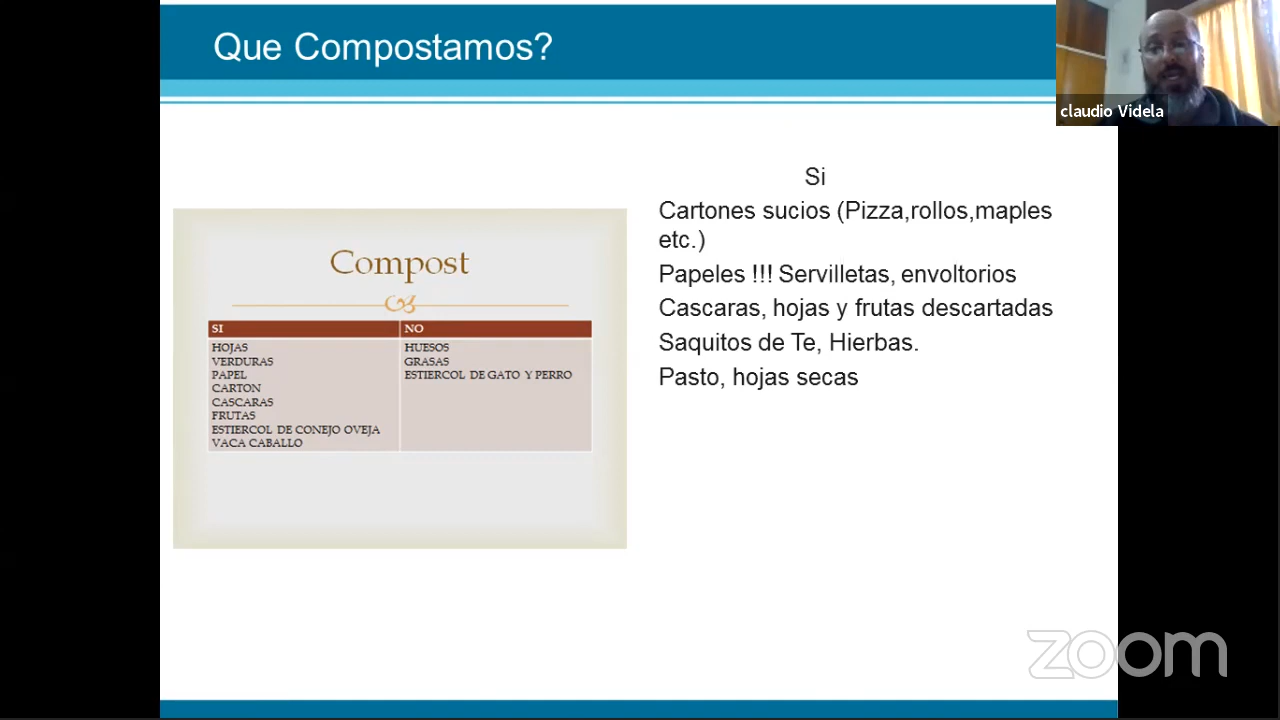 Que Compostamos?
claudio Videla
Si
Cartones sucios (Pizza,rollos,maples
etc.)
Papeles !!! Servilletas, envoltorios
Cascaras, hojas y frutas descartadas
Saquitos de Te, Hierbas.
Pasto, hojas secas
Compost
SI NO
HOJAS HUESOS
VERDURAS GRASAS
PAPEL ESTIERCOL DE GATO Y PERRO
CARTON
CASCARAS
FRUTAS
ESTIERCOL DE CONEJO OVEJA
VACA CABALLO
zoom